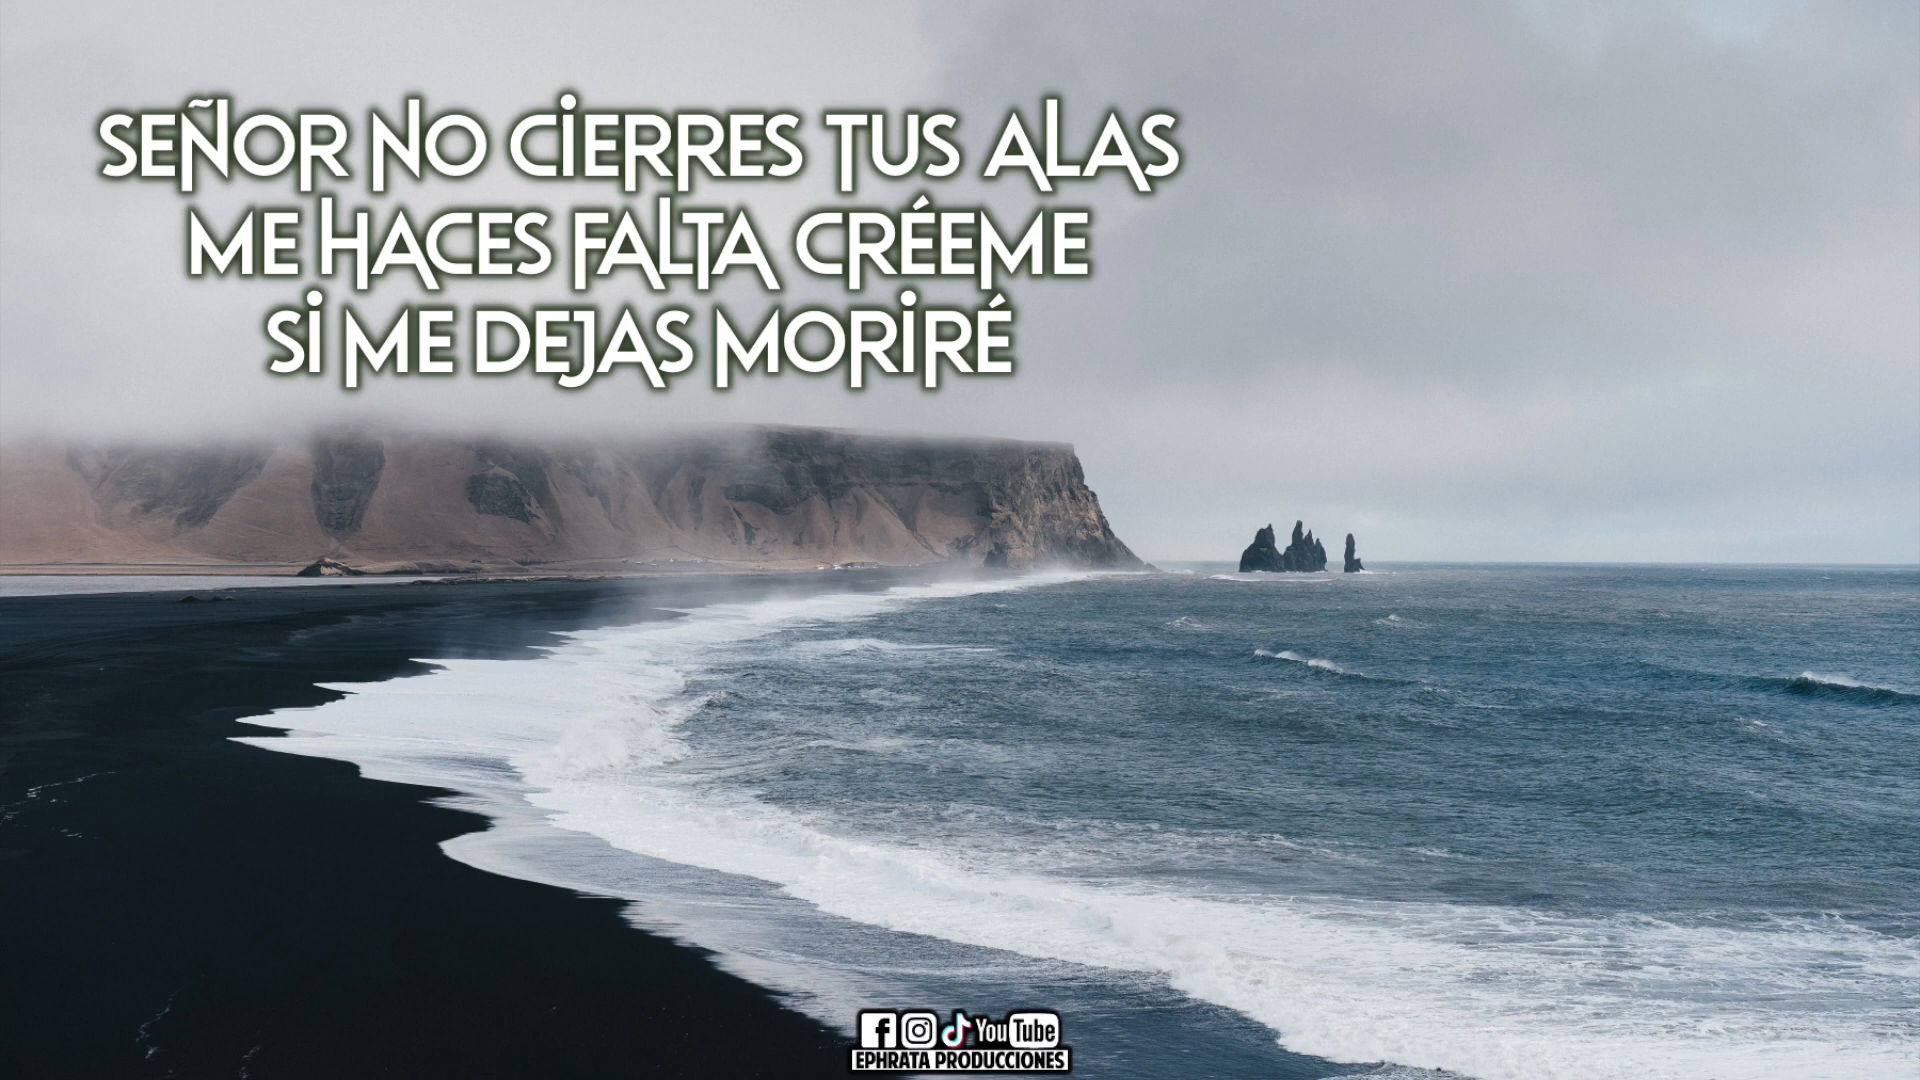 SEÑOR NO CIERRES TUS ALAS
ME HACES FALTA CRÉEME
SI ME DEJAS MORIRÉ
YouTube
EPHRATA PRODUCCIONES